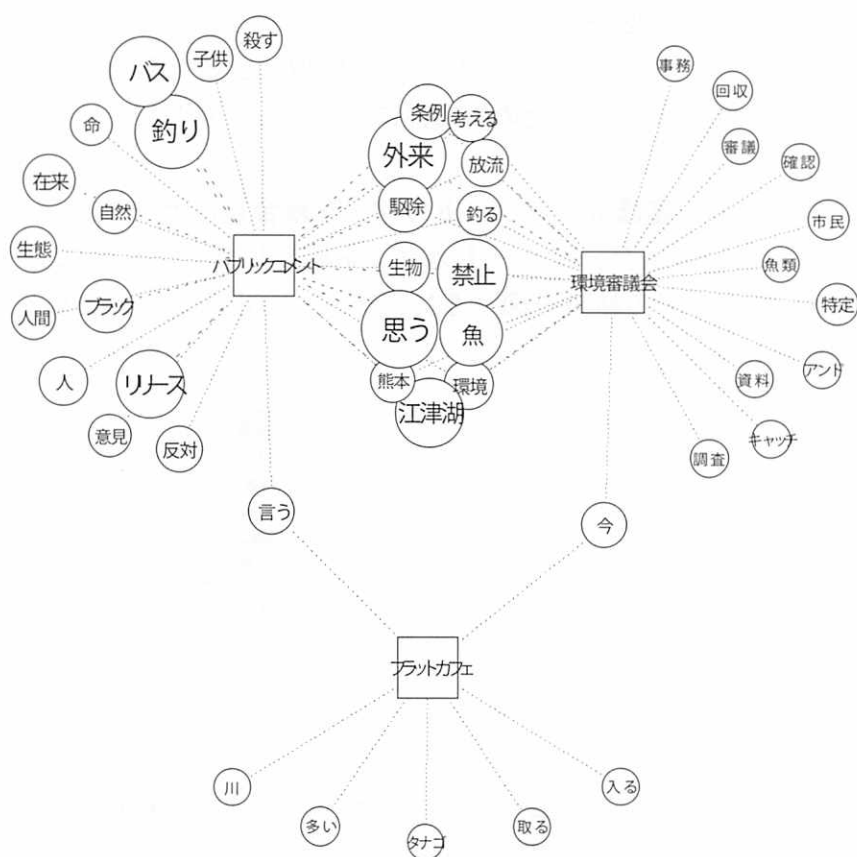 殺す
子供
バス
釣り
命
在来
自然
生態
パブリックコメント
ブラック
人間
人
リリース
意見
反対
条例
考える
外来
放流
駆除
釣る
生物
禁止
思う
魚
熊本
環境
江津湖
事務
回収
審議
確認
市民
魚類
環境審議会
特定
アンド
資料
キャッチ
調査
言う
今
フラットカフェ
川
多い
タナゴ
取る
入る